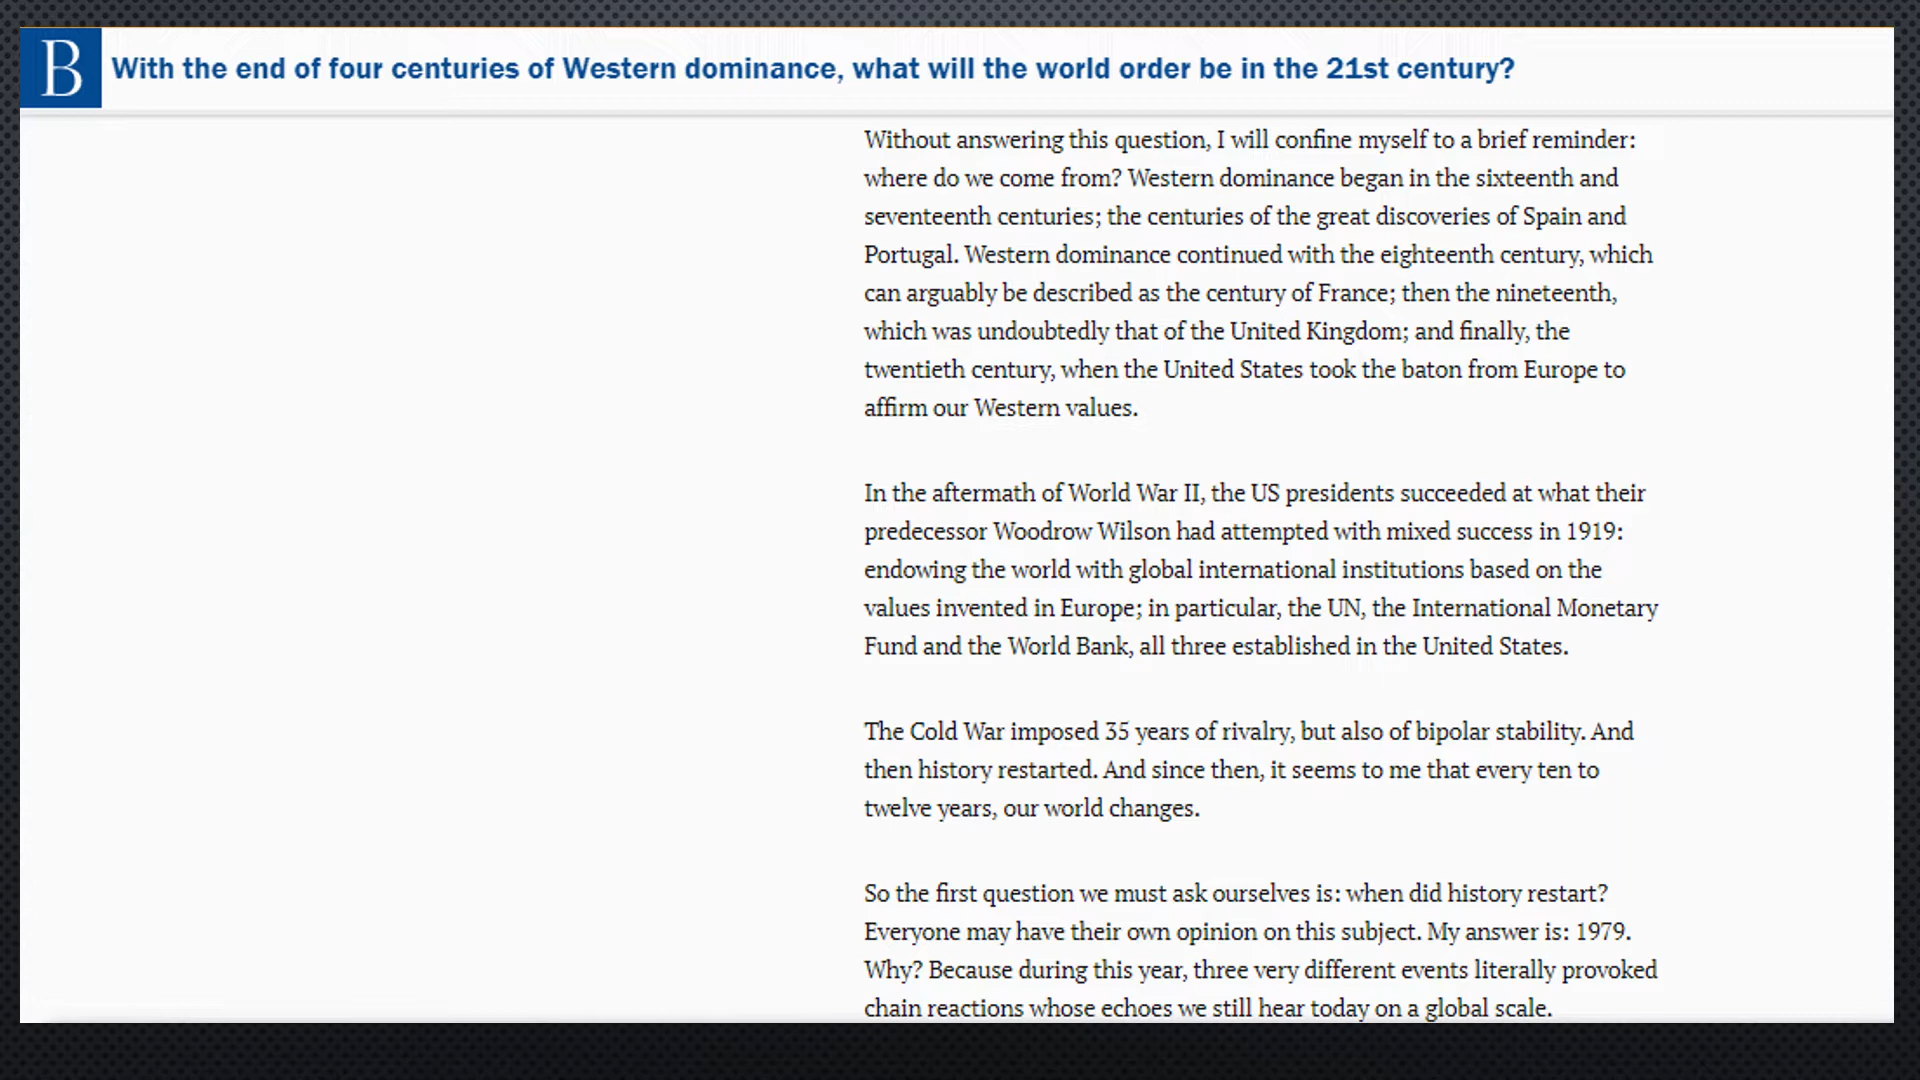 B
With the end of four centuries of Western dominance, what will the world order be in the 21st century?
Without answering this question, I will confine myself to a brief reminder:
where do we come from? Western dominance began in the sixteenth and
seventeenth centuries; the centuries of the great discoveries of Spain and
Portugal. Western dominance continued with the eighteenth century, which
can arguably be described as the century of France; then the nineteenth,
which was undoubtedly that of the United Kingdom; and finally, the
twentieth century, when the United States took the baton from Europe to
affirm our Western values.
In the aftermath of World War II, the US presidents succeeded at what their
predecessor Woodrow Wilson had attempted with mixed success in 1919:
endowing the world with global international institutions based on the
values invented in Europe; in particular, the UN, the International Monetary
Fund and the World Bank, all three established in the United States.
The Cold War imposed 35 years of rivalry, but also of bipolar stability. And
then history restarted. And since then, it seems to me that every ten to
twelve years, our world changes.
So the first question we must ask ourselves is: when did history restart?
Everyone may have their own opinion on this subject. My answer is: 1979.
Why? Because during this year, three very different events literally provoked
chain reactions whose echoes we still hear today on a global scale.